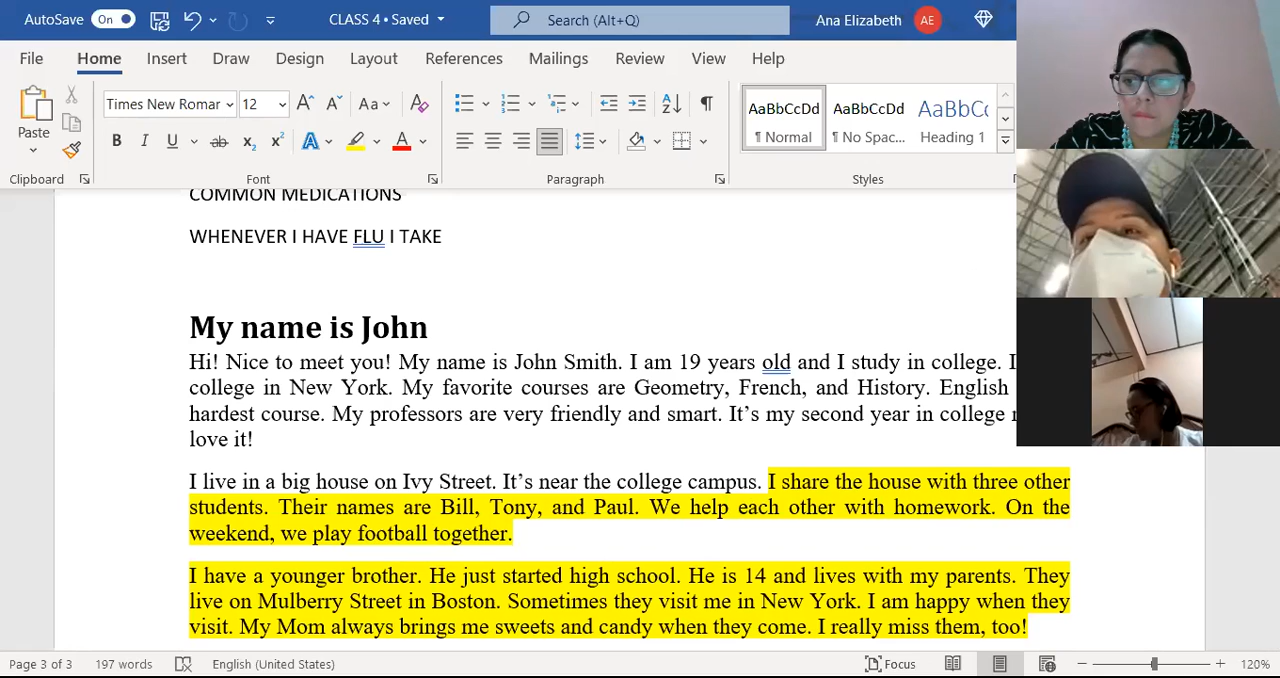 AutoSave On CLASS 4 • Saved Search (Alt+Q) Ana Elizabeth AE
File Home Insert Draw Design Layout References Mailings Review View Help
Times New Romar 12 Aa AaBbCcDd AaBbCcDd AaBbCc
Paste B I U ab x₂ x² A A ¶ Normal ¶ No Spac... Heading 1
Clipboard Font Paragraph Styles
COMMON MEDICATIONS
WHENEVER I HAVE FLU I TAKE
My name is John
Hi! Nice to meet you! My name is John Smith. I am 19 years old and I study in college. I
college in New York. My favorite courses are Geometry, French, and History. English
hardest course. My professors are very friendly and smart. It’s my second year in college
love it!
I live in a big house on Ivy Street. It’s near the college campus. I share the house with three other
students. Their names are Bill, Tony, and Paul. We help each other with homework. On the
weekend, we play football together.
I have a younger brother. He just started high school. He is 14 and lives with my parents. They
live on Mulberry Street in Boston. Sometimes they visit me in New York. I am happy when they
visit. My Mom always brings me sweets and candy when they come. I really miss them, too!
Page 3 of 3 197 words English (United States) Focus 120%